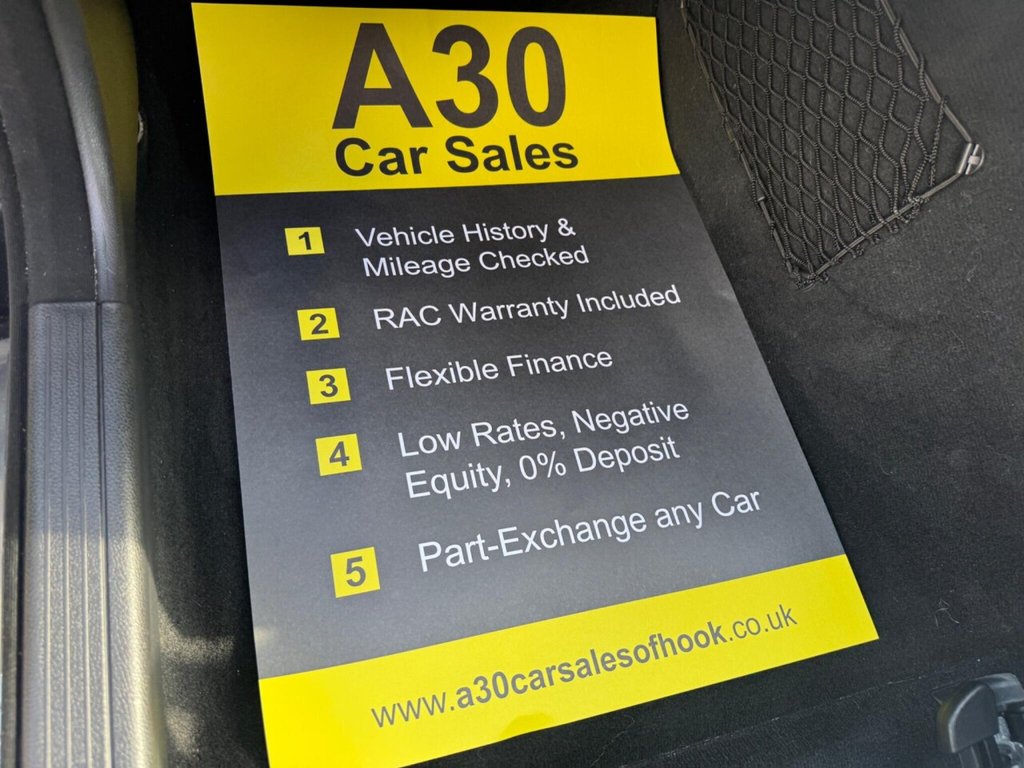 A30
Car Sales
1 Vehicle History &
Mileage Checked
2 RAC Warranty Included
3 Flexible Finance
4 Low Rates, Negative
Equity, 0% Deposit
5 Part-Exchange any Car
www.a30carsalesofhook.co.uk